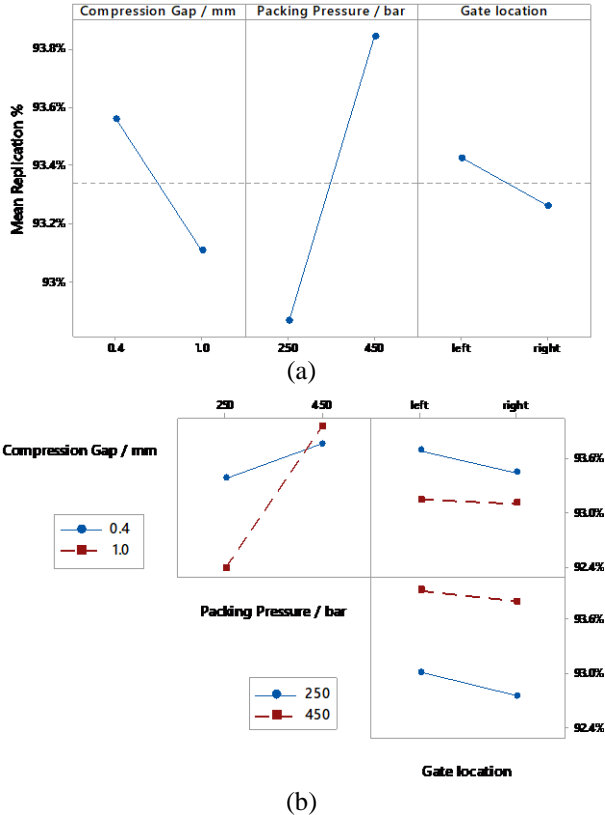 Compression Gap / mm Packing Pressure / bar Gate location
Mean Replication %
93.8%
93.6%
93.4%
93.2%
93%
0.4 1.0 250 450 left right
(a)
250 450 left right
Compression Gap / mm
0.4
1.0
93.6%
93.0%
92.4%
Packing Pressure / bar
250
450
93.6%
93.0%
92.4%
Gate location
(b)